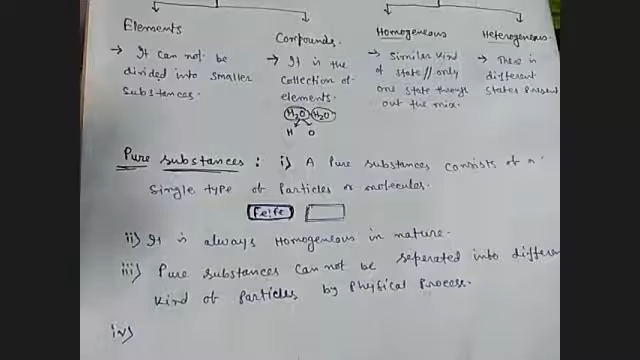 Elements
Compounds.
Homogeneous
Heterogeneous.
→ It can not be
divided into smaller
substances.
→ It is the
collection of
elements.
H2O H2O
H O
→ Similar kind
of state// only
one state through
out the mix.
→ There is
different
states present
Pure substances : i) A Pure substances consists of a
Single type of Particles or molecules.
Fe!Fe
ii) It is always Homogeneous in nature.
iii) Pure substances can not be seperated into differen
kind of Particles by Physical Process.
iv)